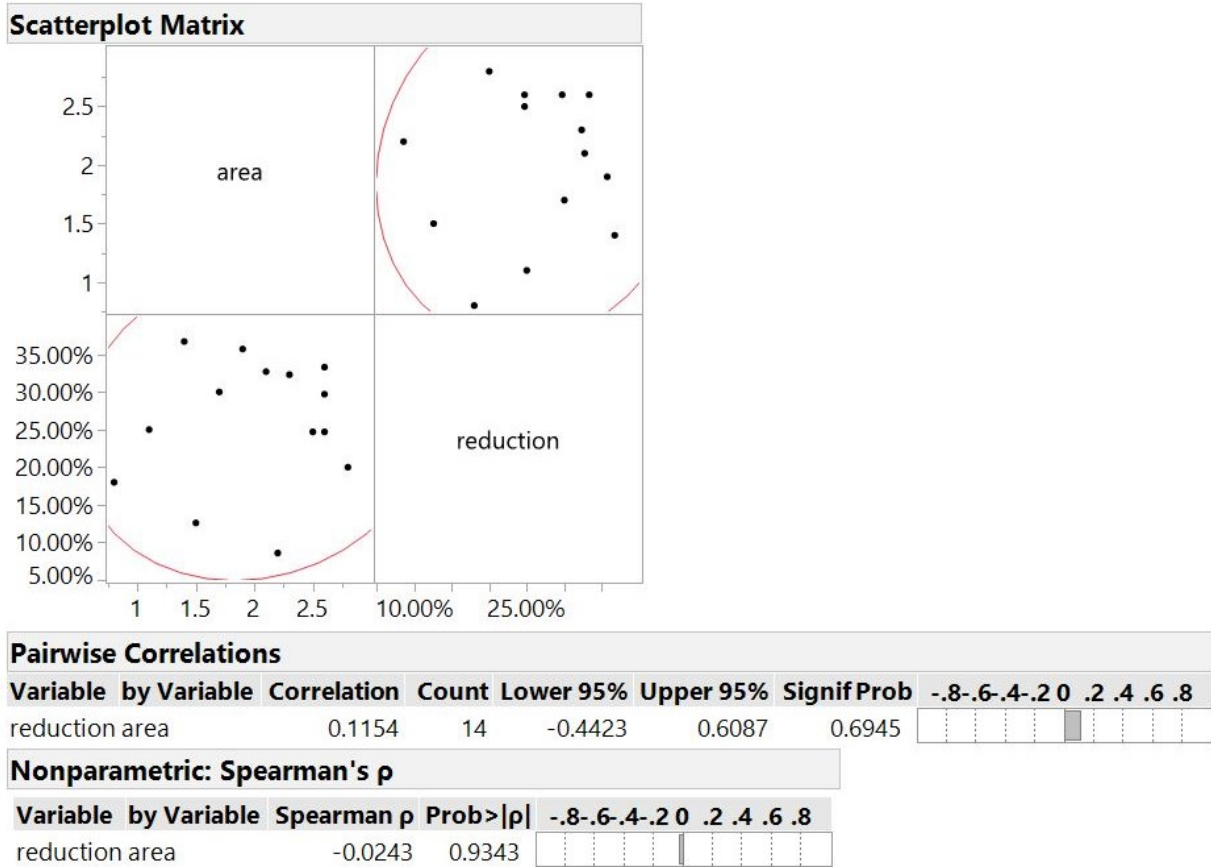 Scatterplot Matrix
2.5
2
area
1.5
1
35.00%
30.00%
25.00%
reduction
20.00%
15.00%
10.00%
5.00%
1 1.5 2 2.5 10.00% 25.00%
Pairwise Correlations
Variable by Variable Correlation Count Lower 95% Upper 95% Signif Prob -.8-.6-.4-.2 0 .2 .4 .6 .8
reduction area 0.1154 14 -0.4423 0.6087 0.6945
Nonparametric: Spearman's ρ
Variable by Variable Spearman ρ Prob>|ρ| -.8-.6-.4-.2 0 .2 .4 .6 .8
reduction area -0.0243 0.9343